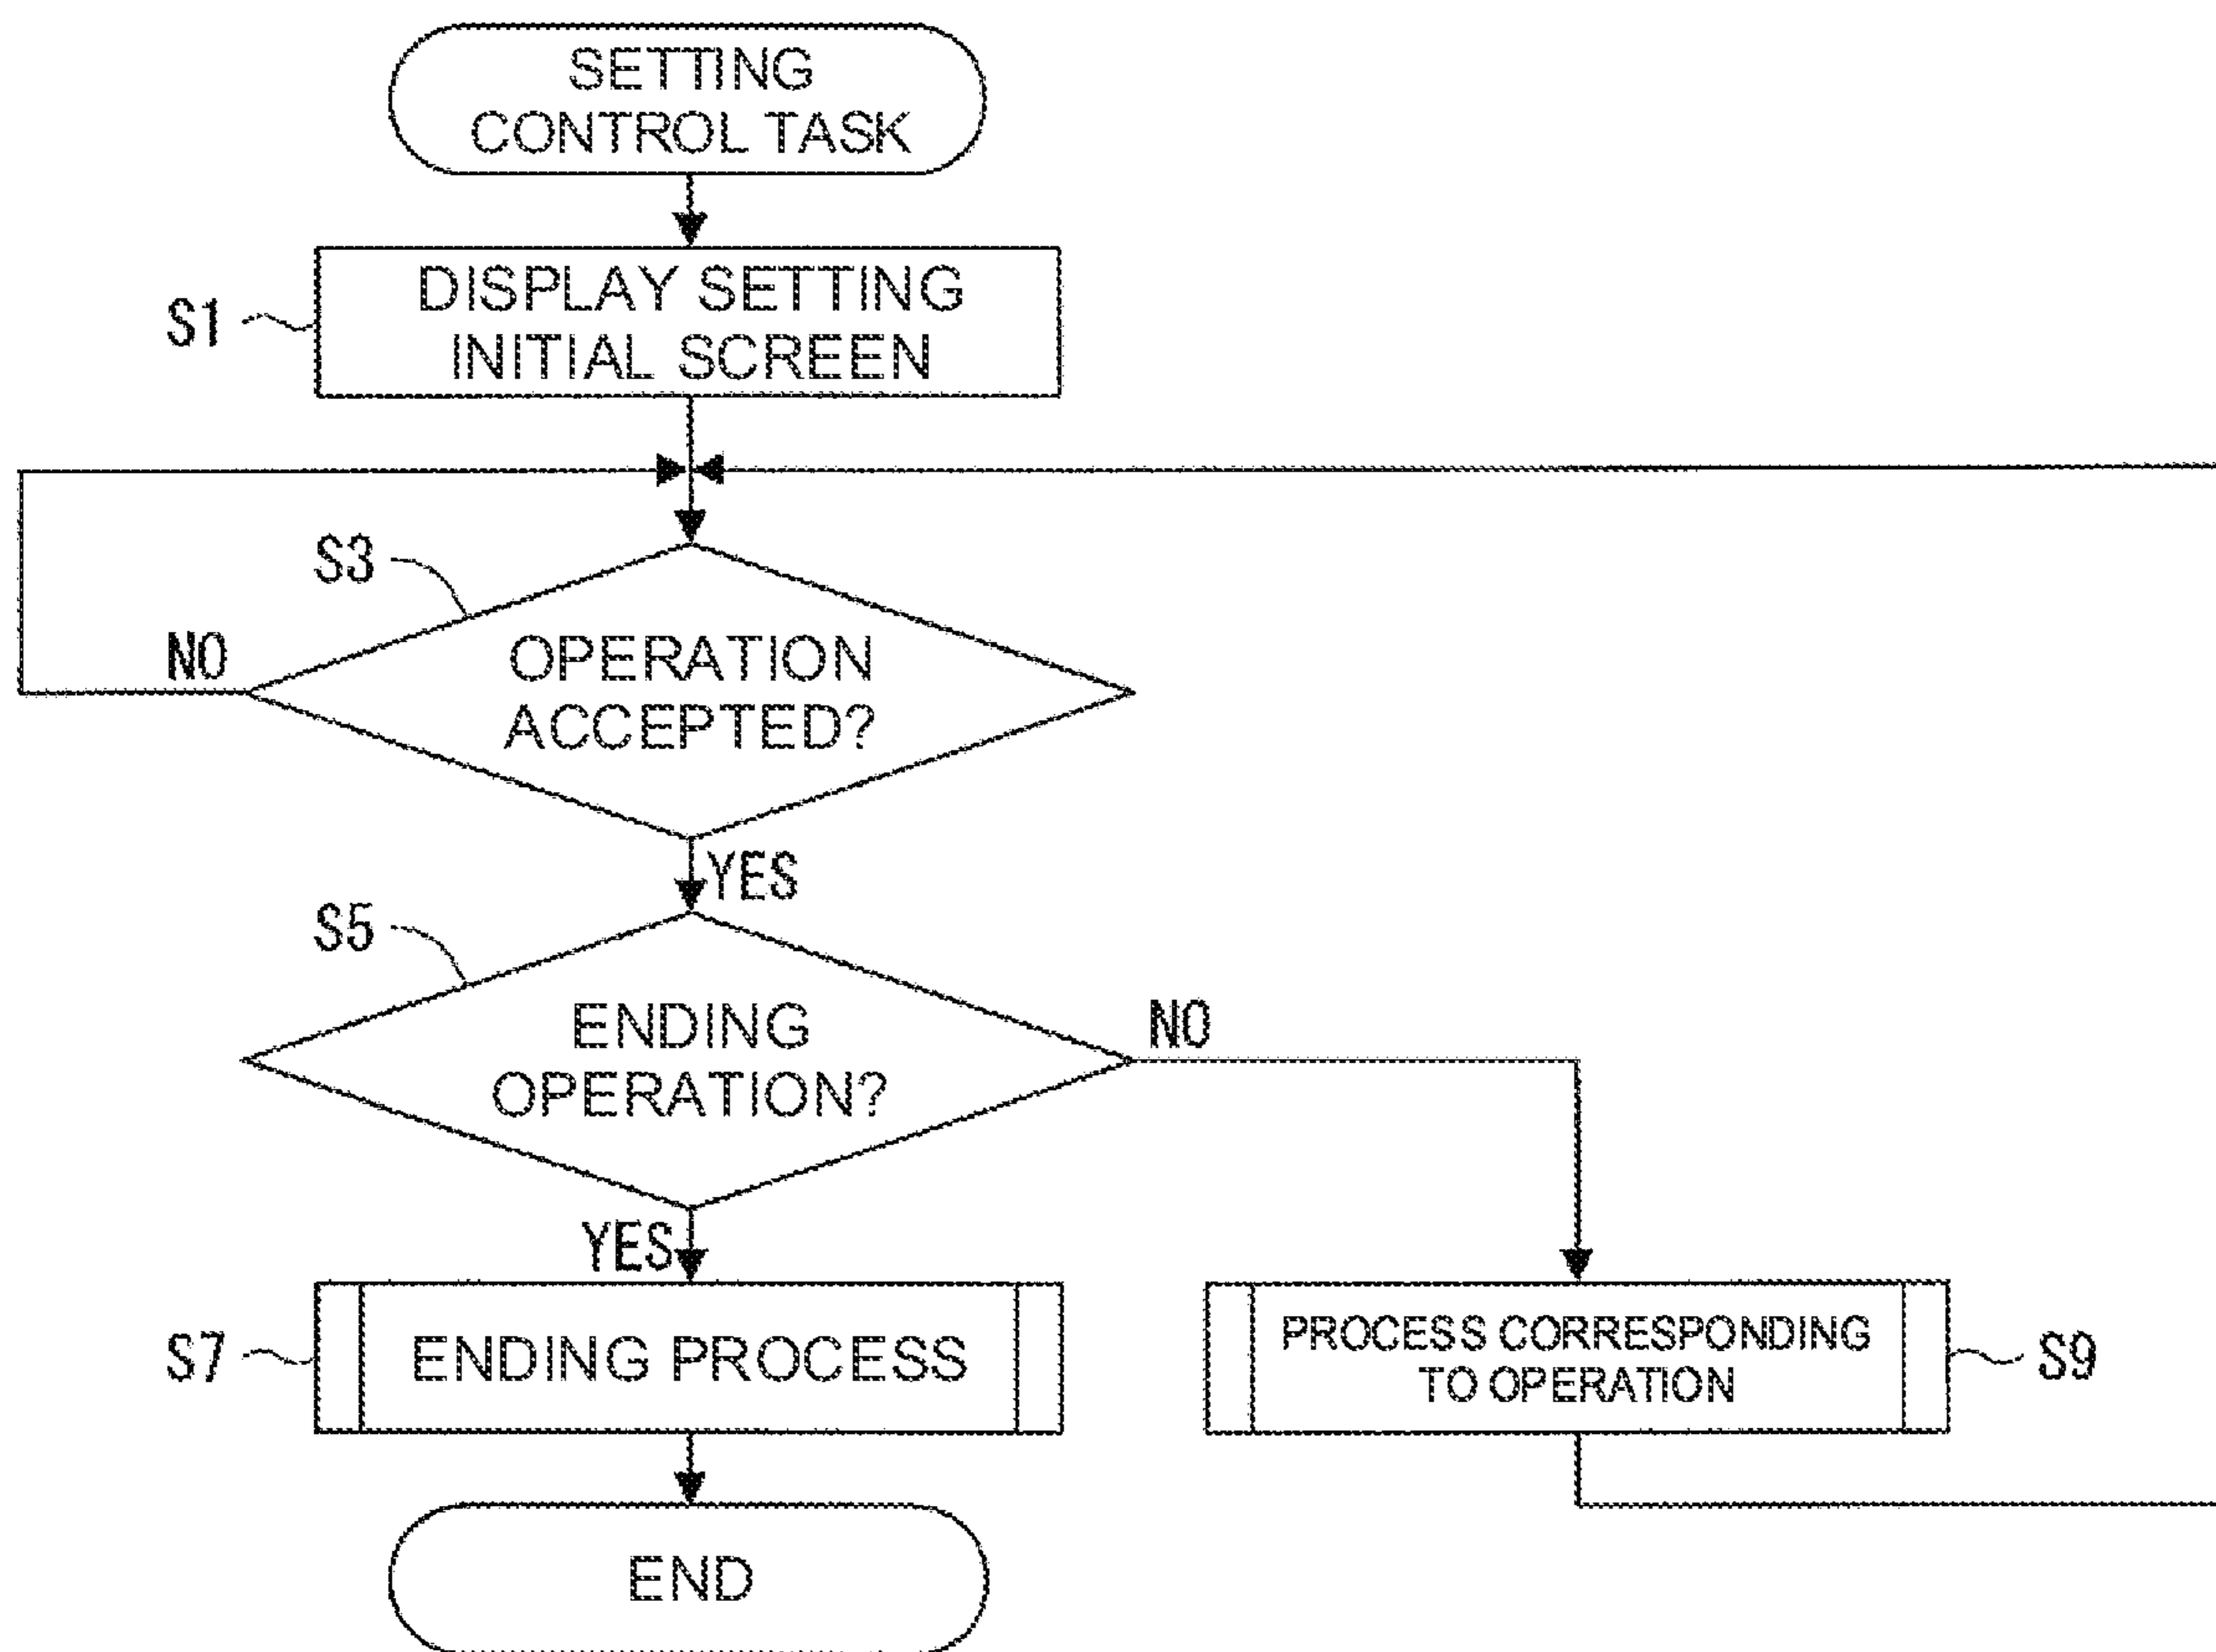 SETTING
CONTROL TASK
S1
DISPLAY SETTING
INITIAL SCREEN
S3
NO
OPERATION
ACCEPTED?
YES
S5
ENDING
OPERATION?
NO
YES
S7
ENDING PROCESS
PROCESS CORRESPONDING
TO OPERATION
S9
END